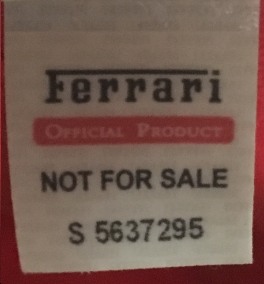 Ferrari
OFFICIAL PRODUCT
NOT FOR SALE
S 5637295